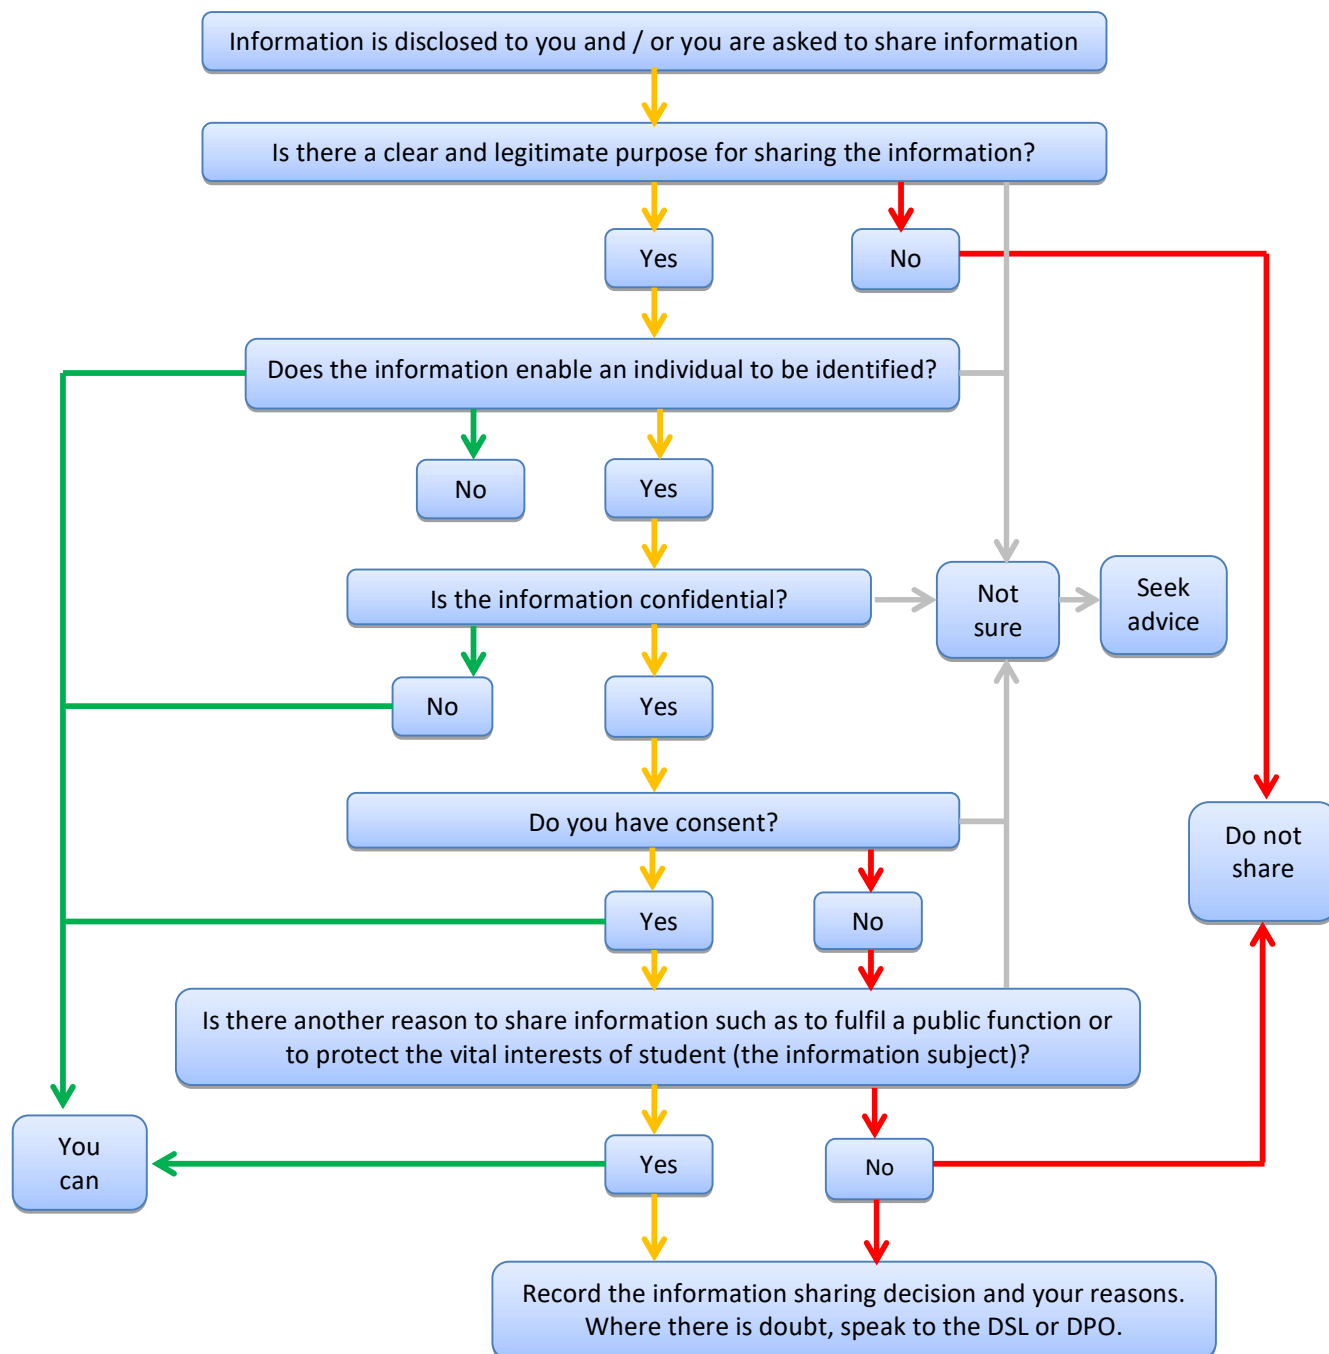 Information is disclosed to you and / or you are asked to share information
Is there a clear and legitimate purpose for sharing the information?
Yes
No
Does the information enable an individual to be identified?
No
Yes
Is the information confidential?
Not
sure
Seek
advice
No
Yes
Do you have consent?
Do not
share
Yes
No
Is there another reason to share information such as to fulfil a public function or
to protect the vital interests of student (the information subject)?
You
can
Yes
No
Record the information sharing decision and your reasons.
Where there is doubt, speak to the DSL or DPO.